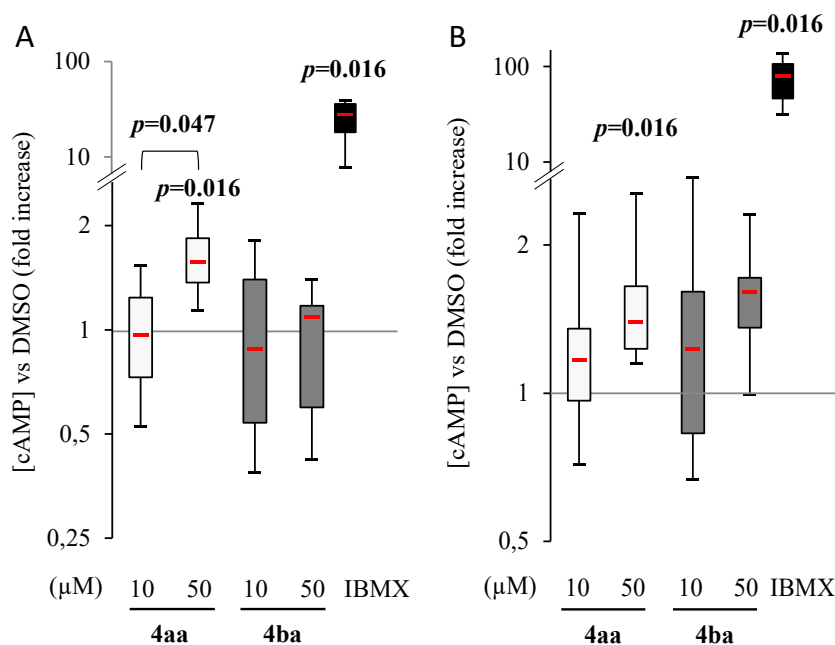 A
[cAMP] vs DMSO (fold increase)
100
10
2
1
0,5
0,25
p=0.047
p=0.016
p=0.016
(µM) 10 50 10 50 IBMX
4aa 4ba
B
[cAMP] vs DMSO (fold increase)
100
10
2
1
0,5
p=0.016
p=0.016
(µM) 10 50 10 50 IBMX
4aa 4ba